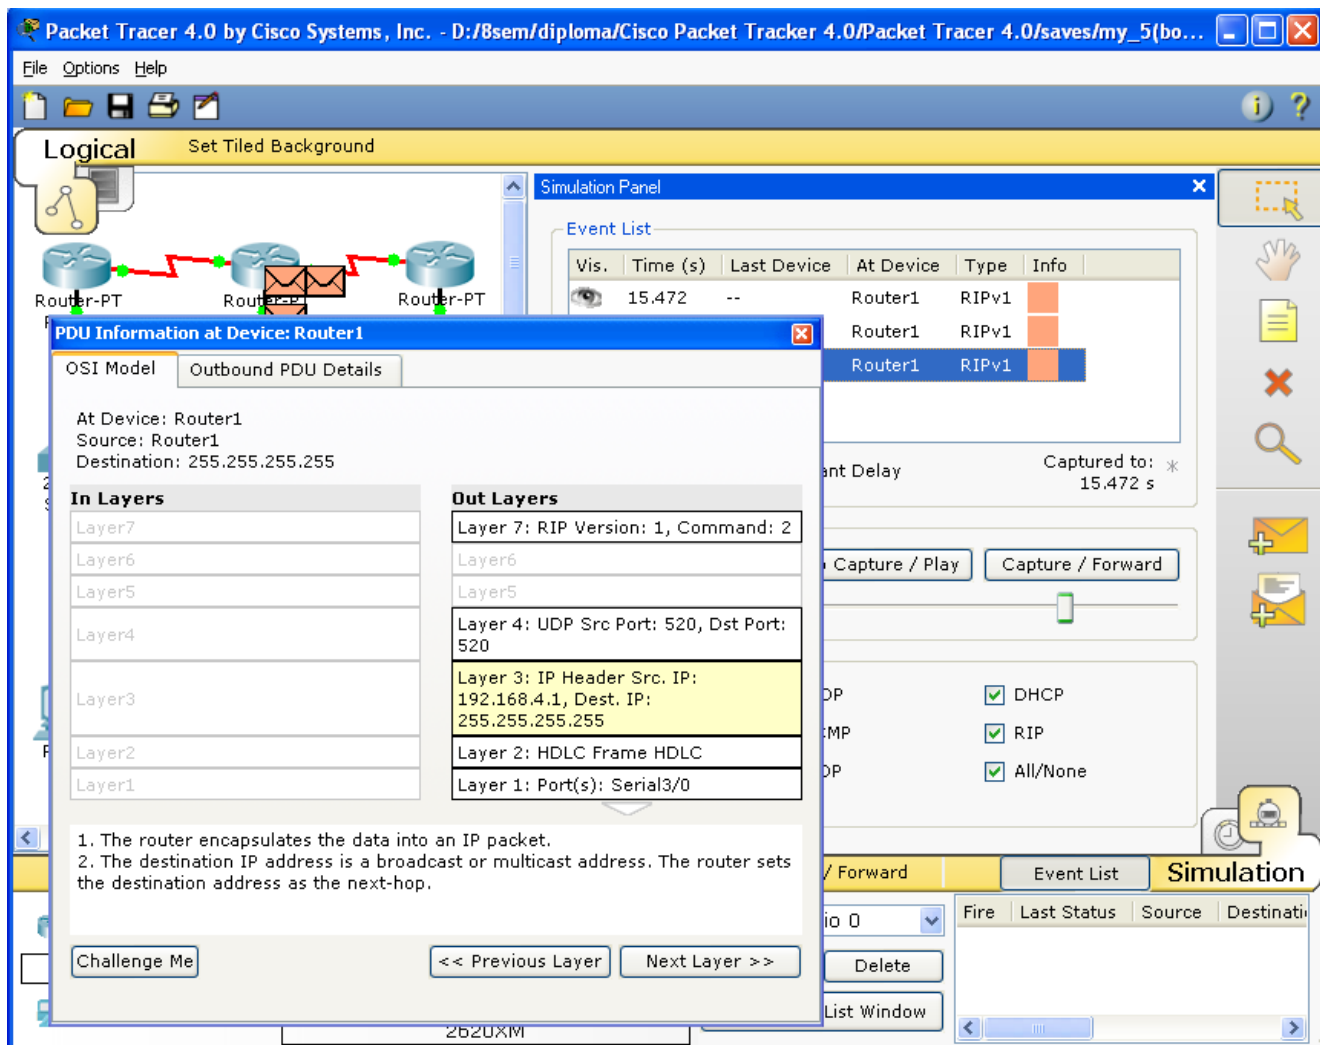 Packet Tracer 4.0 by Cisco Systems, Inc. - D:/8sem/diploma/Cisco Packet Tracker 4.0/Packet Tracer 4.0/saves/my_5(bo...
File Options Help
Logical Set Tiled Background
Simulation Panel
Event List
Vis. Time (s) Last Device At Device Type Info
15.472 -- Router1 RIPv1
Router1 RIPv1
Router1 RIPv1
Router-PT Router-PT
PDU Information at Device: Router1
OSI Model Outbound PDU Details
At Device: Router1
Source: Router1
Destination: 255.255.255.255
In Layers Out Layers
Layer7 Layer 7: RIP Version: 1, Command: 2
Layer6 Layer6
Layer5 Layer5
Layer4 Layer 4: UDP Src Port: 520, Dst Port:
520
Layer3 Layer 3: IP Header Src. IP:
192.168.4.1, Dest. IP:
255.255.255.255
Layer2 Layer 2: HDLC Frame HDLC
Layer1 Layer 1: Port(s): Serial3/0
1. The router encapsulates the data into an IP packet.
2. The destination IP address is a broadcast or multicast address. The router sets
the destination address as the next-hop.
Challenge Me << Previous Layer Next Layer >>
Delay
Captured to: *
15.472 s
Capture / Play Capture / Forward
DHCP
RIP
All/None
/ Forward Event List Simulation
0
Delete
List Window
Fire Last Status Source Destinati
2620XM